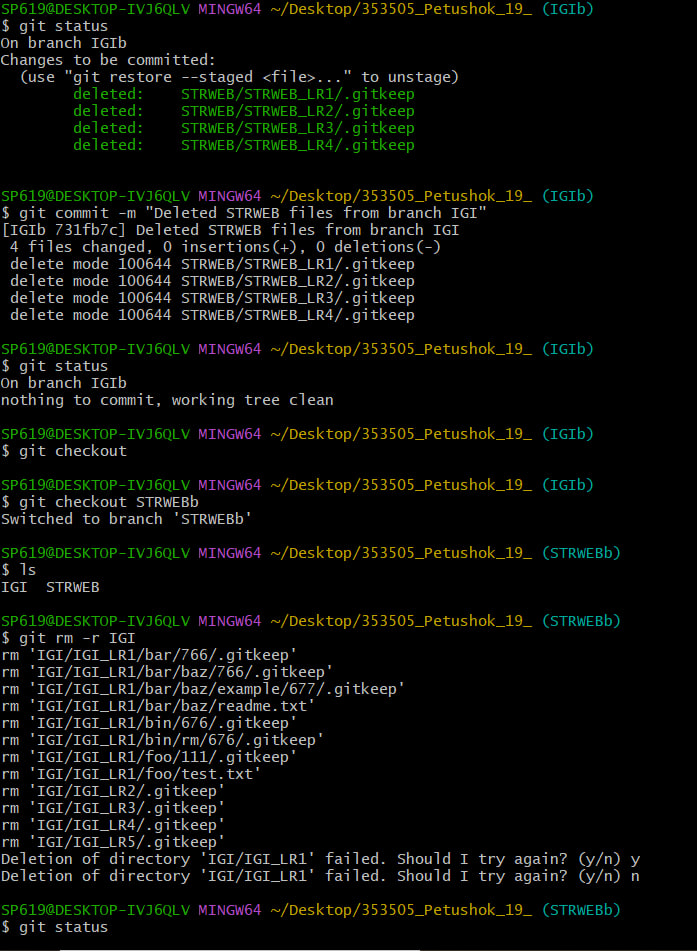 SP619@DESKTOP-IVJ6QLV MINGW64 ~/Desktop/353505_Petushok_19_ (IGIb)
$ git status
On branch IGIb
Changes to be committed:
  (use "git restore --staged <file>..." to unstage)
        deleted:    STRWEB/STRWEB_LR1/.gitkeep
        deleted:    STRWEB/STRWEB_LR2/.gitkeep
        deleted:    STRWEB/STRWEB_LR3/.gitkeep
        deleted:    STRWEB/STRWEB_LR4/.gitkeep
SP619@DESKTOP-IVJ6QLV MINGW64 ~/Desktop/353505_Petushok_19_ (IGIb)
$ git commit -m "Deleted STRWEB files from branch IGI"
[IGIb 731fb7c] Deleted STRWEB files from branch IGI
 4 files changed, 0 insertions(+), 0 deletions(-)
 delete mode 100644 STRWEB/STRWEB_LR1/.gitkeep
 delete mode 100644 STRWEB/STRWEB_LR2/.gitkeep
 delete mode 100644 STRWEB/STRWEB_LR3/.gitkeep
 delete mode 100644 STRWEB/STRWEB_LR4/.gitkeep
SP619@DESKTOP-IVJ6QLV MINGW64 ~/Desktop/353505_Petushok_19_ (IGIb)
$ git status
On branch IGIb
nothing to commit, working tree clean
SP619@DESKTOP-IVJ6QLV MINGW64 ~/Desktop/353505_Petushok_19_ (IGIb)
$ git checkout
SP619@DESKTOP-IVJ6QLV MINGW64 ~/Desktop/353505_Petushok_19_ (IGIb)
$ git checkout STRWEBb
Switched to branch 'STRWEBb'
SP619@DESKTOP-IVJ6QLV MINGW64 ~/Desktop/353505_Petushok_19_ (STRWEBb)
$ ls
IGI  STRWEB
SP619@DESKTOP-IVJ6QLV MINGW64 ~/Desktop/353505_Petushok_19_ (STRWEBb)
$ git rm -r IGI
rm 'IGI/IGI_LR1/bar/766/.gitkeep'
rm 'IGI/IGI_LR1/bar/baz/766/.gitkeep'
rm 'IGI/IGI_LR1/bar/baz/example/677/.gitkeep'
rm 'IGI/IGI_LR1/bar/baz/readme.txt'
rm 'IGI/IGI_LR1/bin/676/.gitkeep'
rm 'IGI/IGI_LR1/bin/rm/676/.gitkeep'
rm 'IGI/IGI_LR1/foo/111/.gitkeep'
rm 'IGI/IGI_LR1/foo/test.txt'
rm 'IGI/IGI_LR2/.gitkeep'
rm 'IGI/IGI_LR3/.gitkeep'
rm 'IGI/IGI_LR4/.gitkeep'
rm 'IGI/IGI_LR5/.gitkeep'
Deletion of directory 'IGI/IGI_LR1' failed. Should I try again? (y/n) y
Deletion of directory 'IGI/IGI_LR1' failed. Should I try again? (y/n) n
SP619@DESKTOP-IVJ6QLV MINGW64 ~/Desktop/353505_Petushok_19_ (STRWEBb)
$ git status